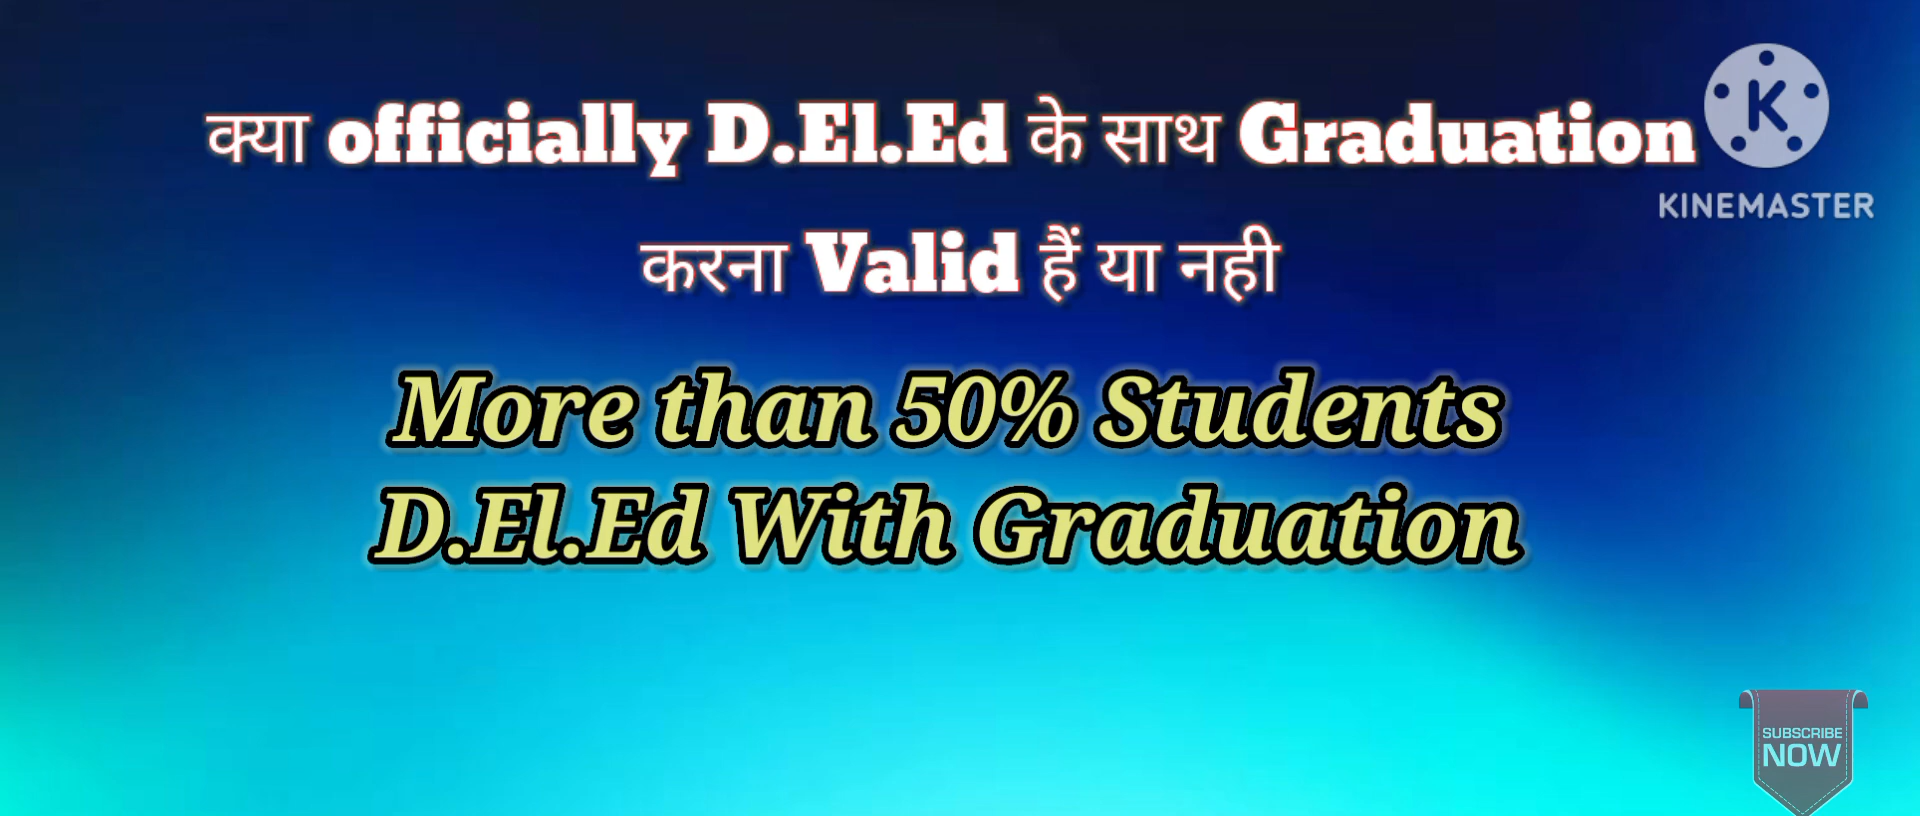 क्या officially D.El.Ed के साथ Graduation
करना Valid हैं या नही
More than 50% Students
D.El.Ed With Graduation
K
KINEMASTER
SUBSCRIBE
NOW